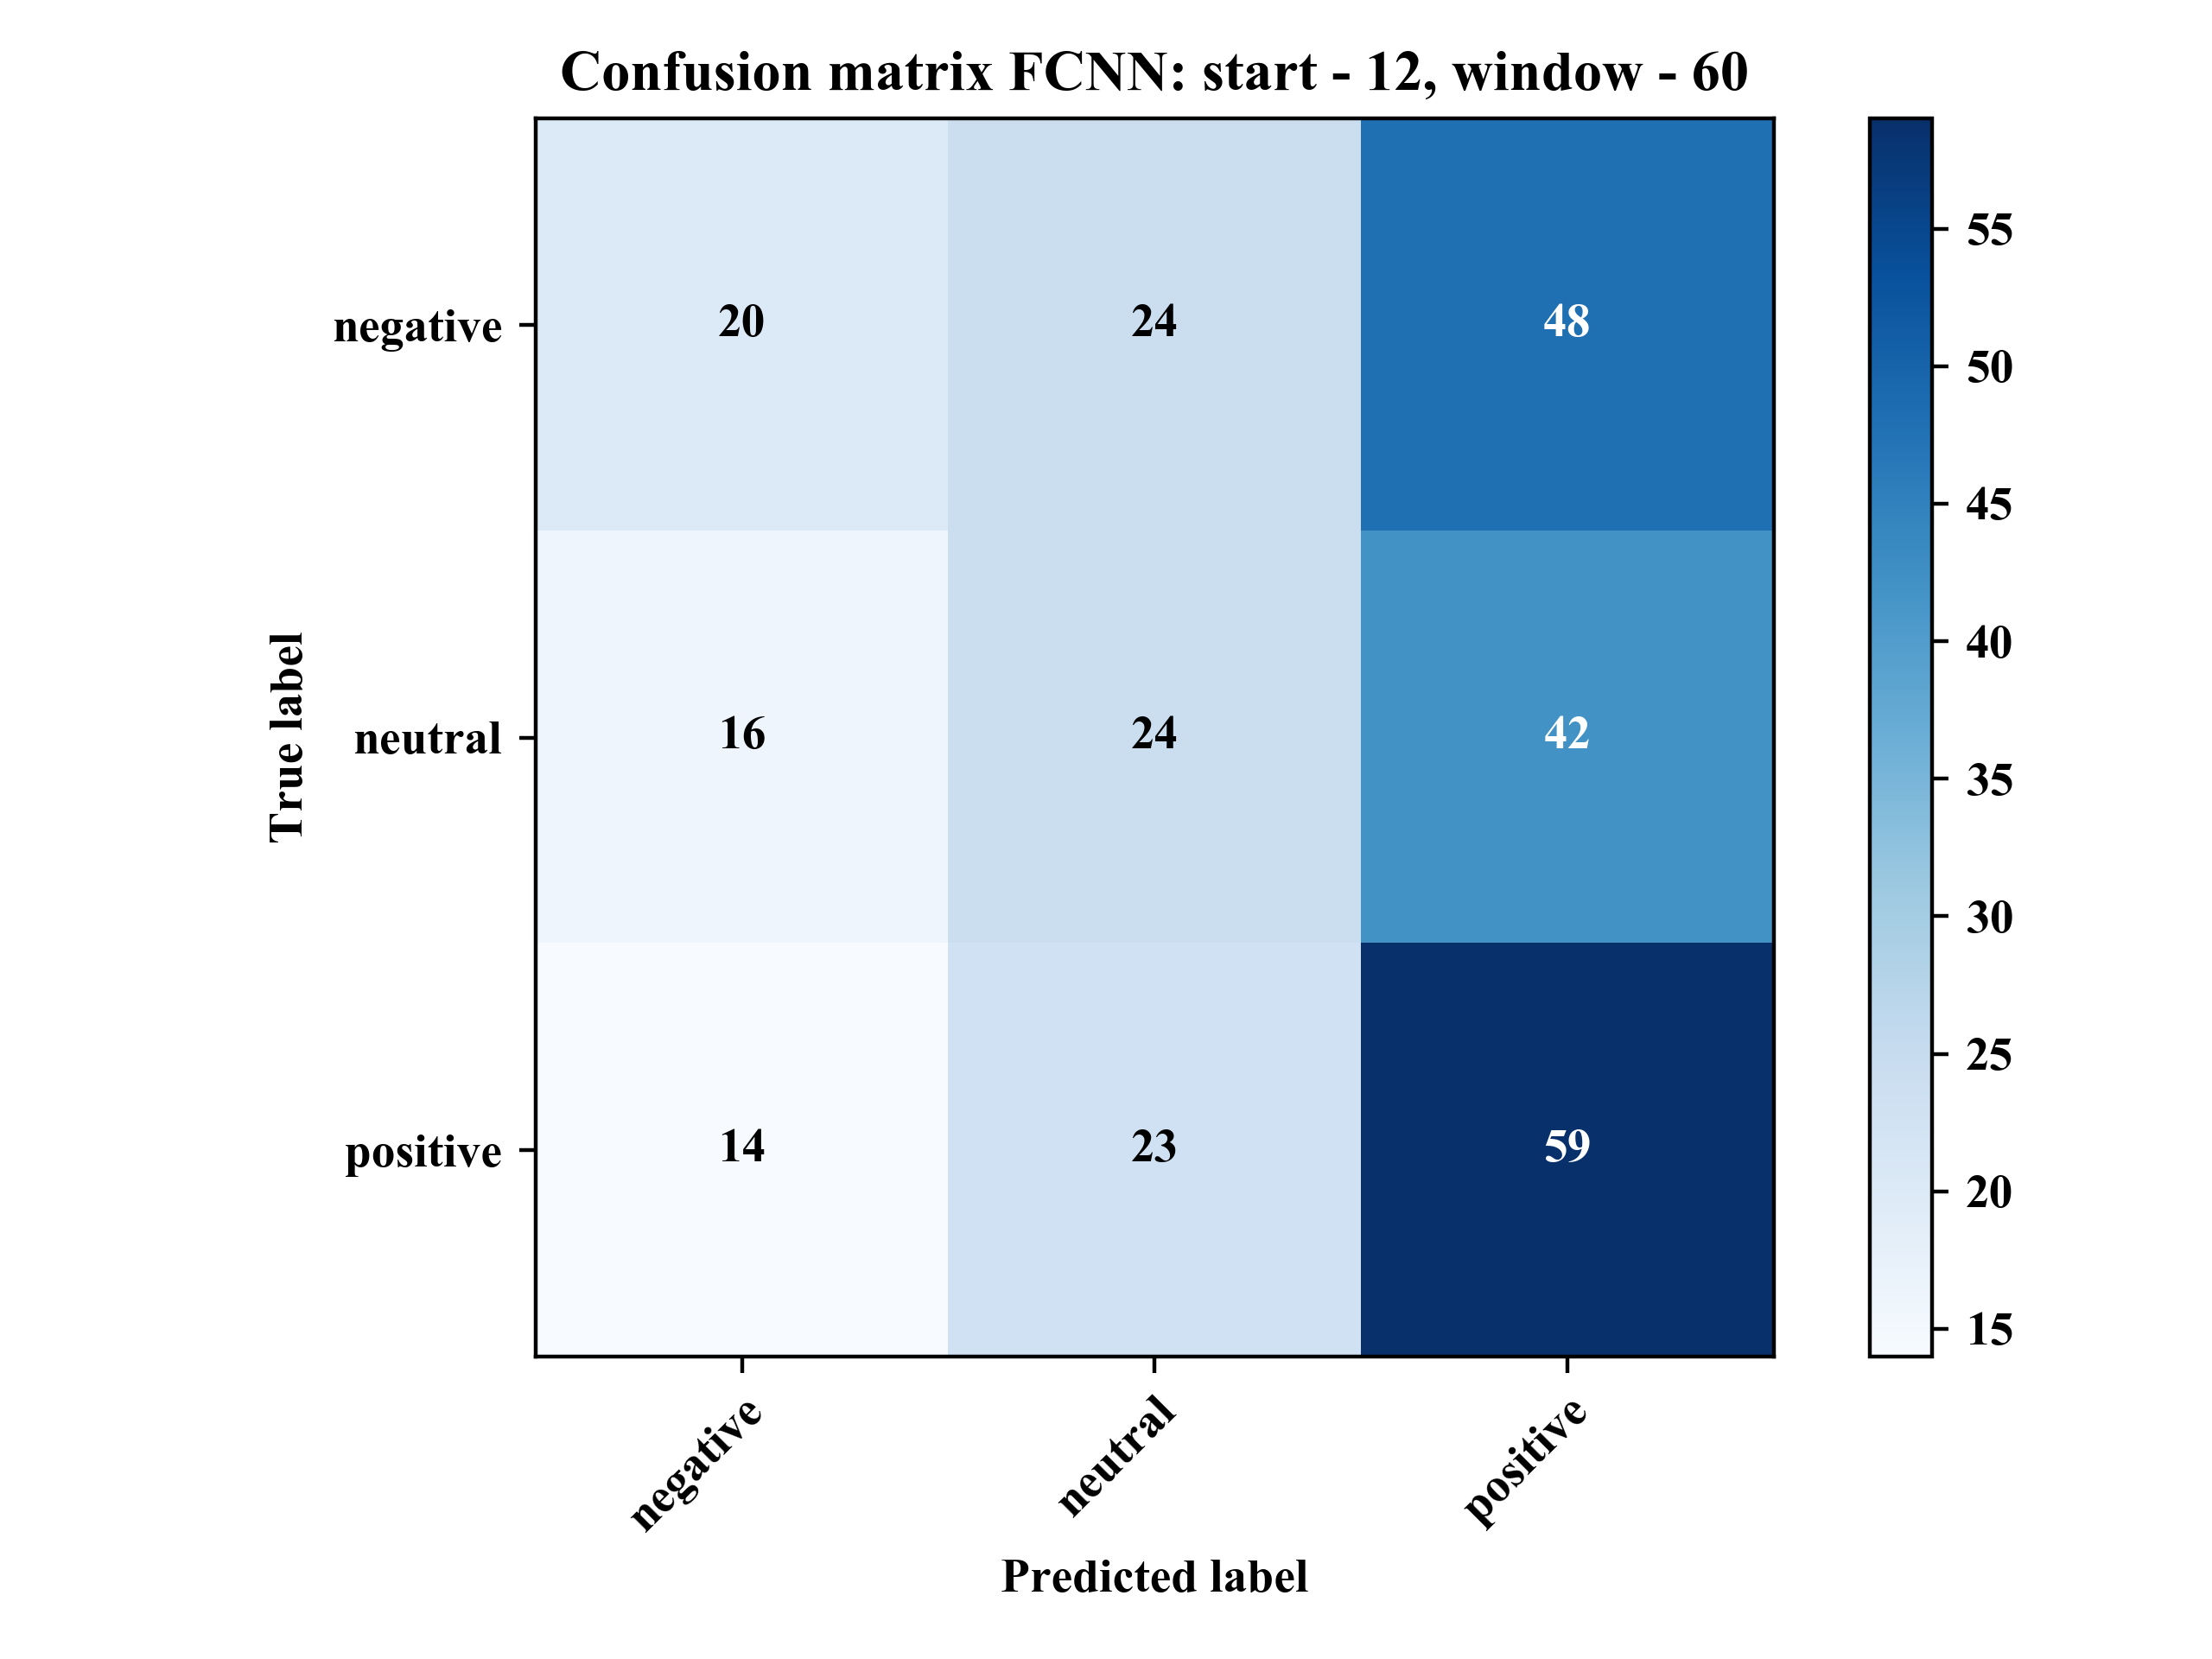 Confusion matrix FCNN: start - 12, window - 60
negative 20 24 48
neutral 16 24 42
positive 14 23 59
negative neutral positive
Predicted label
True label
55
50
45
40
35
30
25
20
15